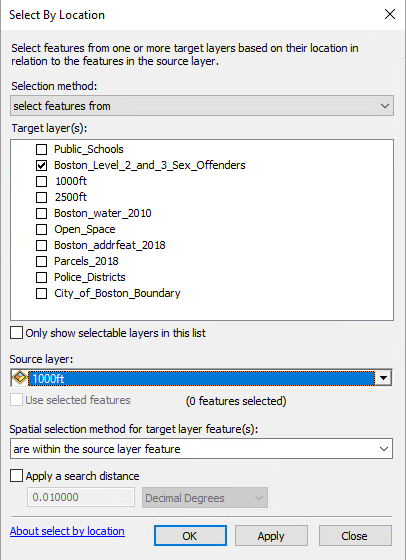 Select By Location
Select features from one or more target layers based on their location in
relation to the features in the source layer.
Selection method:
select features from
Target layer(s):
Public_Schools
Boston_Level_2_and_3_Sex_Offenders
1000ft
2500ft
Boston_water_2010
Open_Space
Boston_addrfeat_2018
Parcels_2018
Police_Districts
City_of_Boston_Boundary
Only show selectable layers in this list
Source layer:
1000ft
Use selected features (0 features selected)
Spatial selection method for target layer feature(s):
are within the source layer feature
Apply a search distance
0.010000 Decimal Degrees
About select by location OK Apply Close